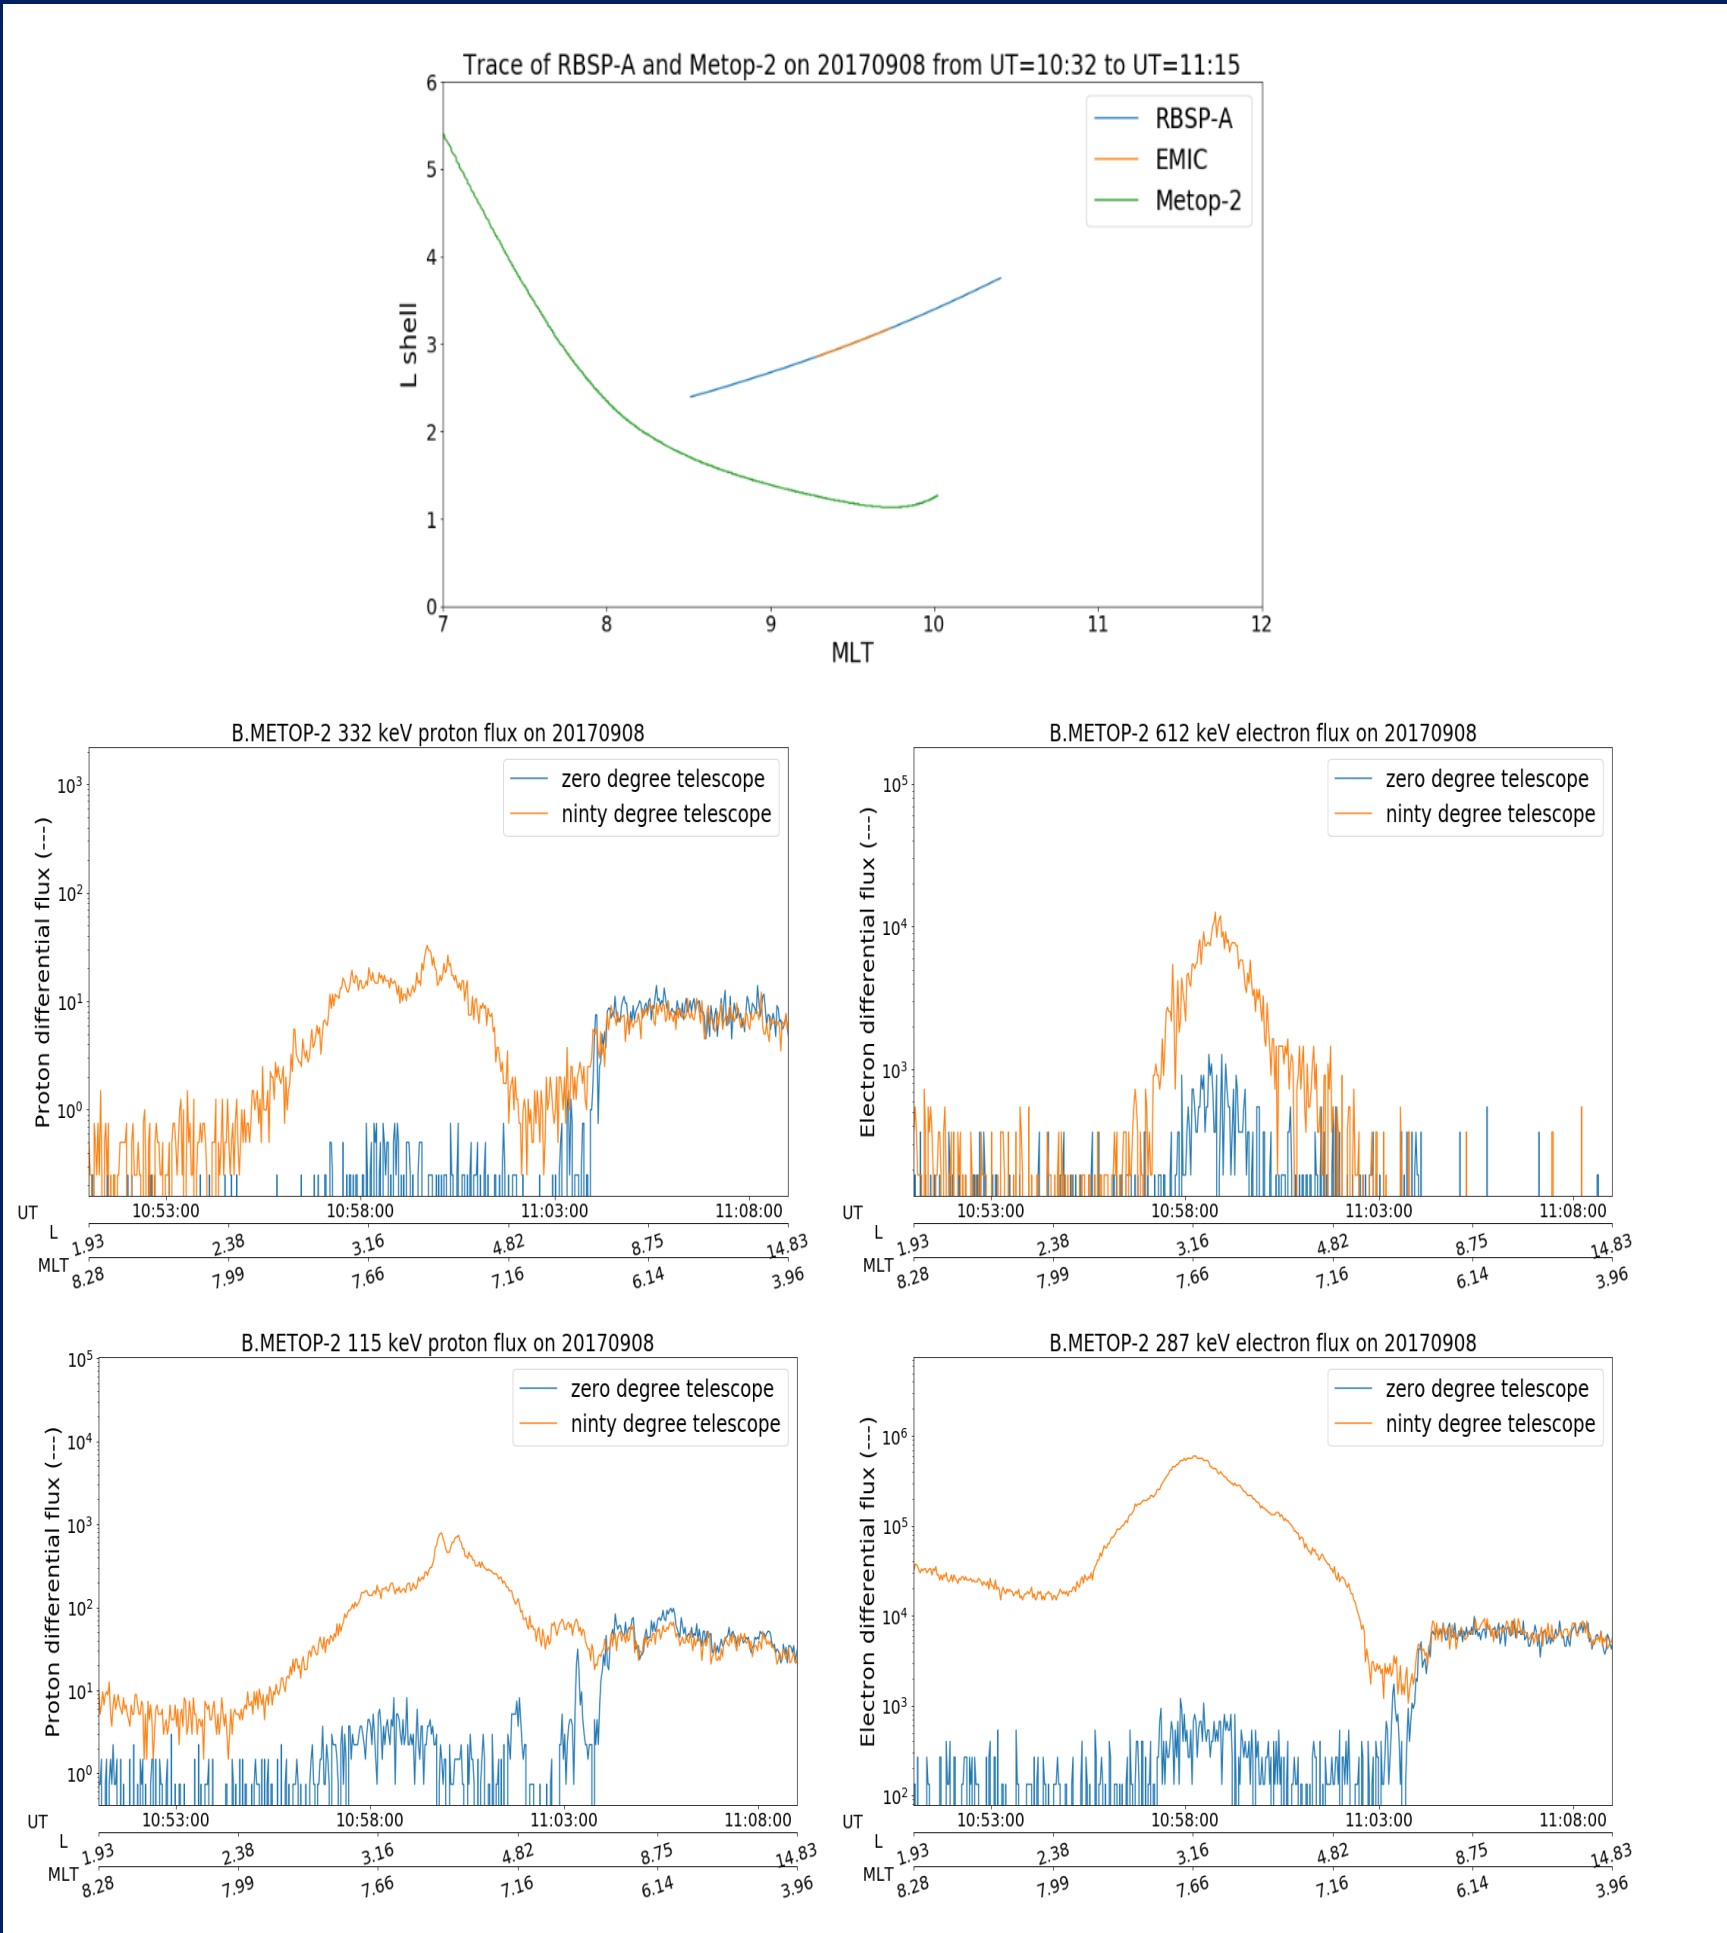 Trace of RBSP-A and Metop-2 on 20170908 from UT=10:32 to UT=11:15
RBSP-A
EMIC
Metop-2
L shell
6
5
4
3
2
1
0
7 8 9 10 11 12
MLT
B.METOP-2 332 keV proton flux on 20170908
zero degree telescope
ninty degree telescope
Proton differential flux (---)
10³
10²
10¹
10⁰
UT 10:53:00 10:58:00 11:03:00 11:08:00
L 1.93 2.38 3.16 4.82 8.75 14.83
MLT 8.28 7.99 7.66 7.16 6.14 3.96
B.METOP-2 612 keV electron flux on 20170908
zero degree telescope
ninty degree telescope
Electron differential flux (---)
10⁵
10⁴
10³
UT 10:53:00 10:58:00 11:03:00 11:08:00
L 1.93 2.38 3.16 4.82 8.75 14.83
MLT 8.28 7.99 7.66 7.16 6.14 3.96
B.METOP-2 115 keV proton flux on 20170908
zero degree telescope
ninty degree telescope
Proton differential flux (---)
10⁵
10⁴
10³
10²
10¹
10⁰
UT 10:53:00 10:58:00 11:03:00 11:08:00
L 1.93 2.38 3.16 4.82 8.75 14.83
MLT 8.28 7.99 7.66 7.16 6.14 3.96
B.METOP-2 287 keV electron flux on 20170908
zero degree telescope
ninty degree telescope
Electron differential flux (---)
10⁶
10⁵
10⁴
10³
10²
UT 10:53:00 10:58:00 11:03:00 11:08:00
L 1.93 2.38 3.16 4.82 8.75 14.83
MLT 8.28 7.99 7.66 7.16 6.14 3.96